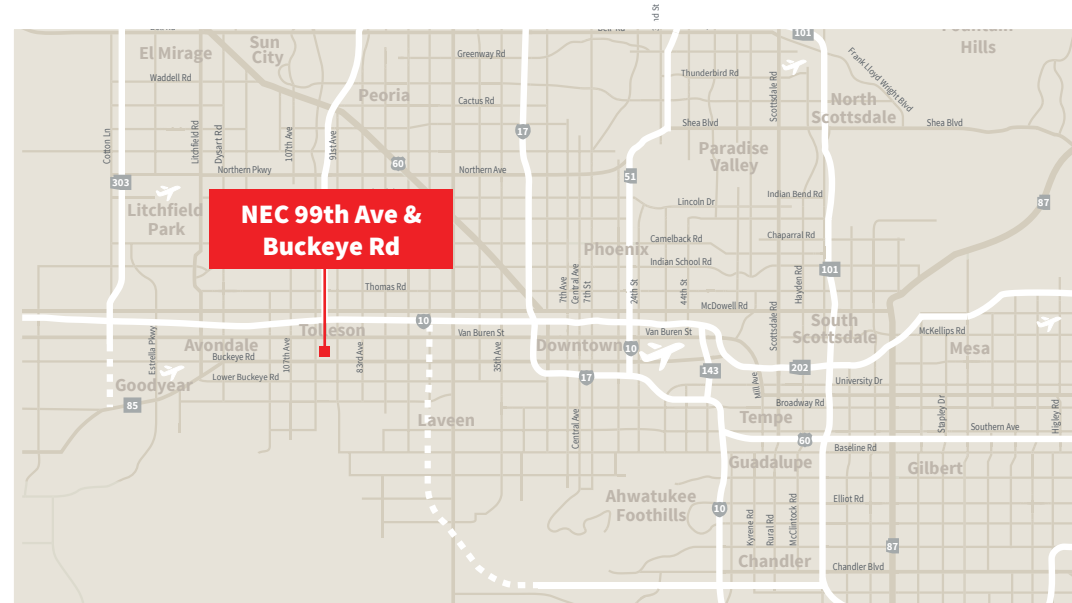 nd St
101
El Mirage
Sun
City
Waddell Rd
Greenway Rd
Thunderbird Rd
Scottsdale Rd
Frank Lloyd Wright Blvd
Hills
Peoria
Cactus Rd
North
Scottsdale
Shea Blvd
Shea Blvd
Cotton Ln
Litchfield Rd
Dysart Rd
107th Ave
91st Ave
17
Paradise
Valley
60
Northern Pkwy
Northern Ave
51
303
Indian Bend Rd
Lincoln Dr
87
Litchfield
Park
NEC 99th Ave &
Buckeye Rd
Phoenix
Camelback Rd
Chaparral Rd
Indian School Rd
101
Thomas Rd
7th Ave
Central Ave
7th St
24th St
44th St
Hayden Rd
McDowell Rd
Scottsdale Rd
10
Tolleson
Van Buren St
Van Buren St
South
Scottsdale
McKellips Rd
Mesa
Avondale
Estrella Pkwy
Buckeye Rd
107th Ave
83rd Ave
35th Ave
Downtown
10
143
202
Lower Buckeye Rd
17
Mill Ave
University Dr
Goodyear
85
Broadway Rd
Laveen
Central Ave
Tempe
Stapley Dr
Southern Ave
Higley Rd
60
Baseline Rd
Guadalupe
Gilbert
Ahwatukee
Foothills
10
Kyrene Rd
Rural Rd
McClintock Rd
Elliot Rd
87
Chandler
Chandler Blvd